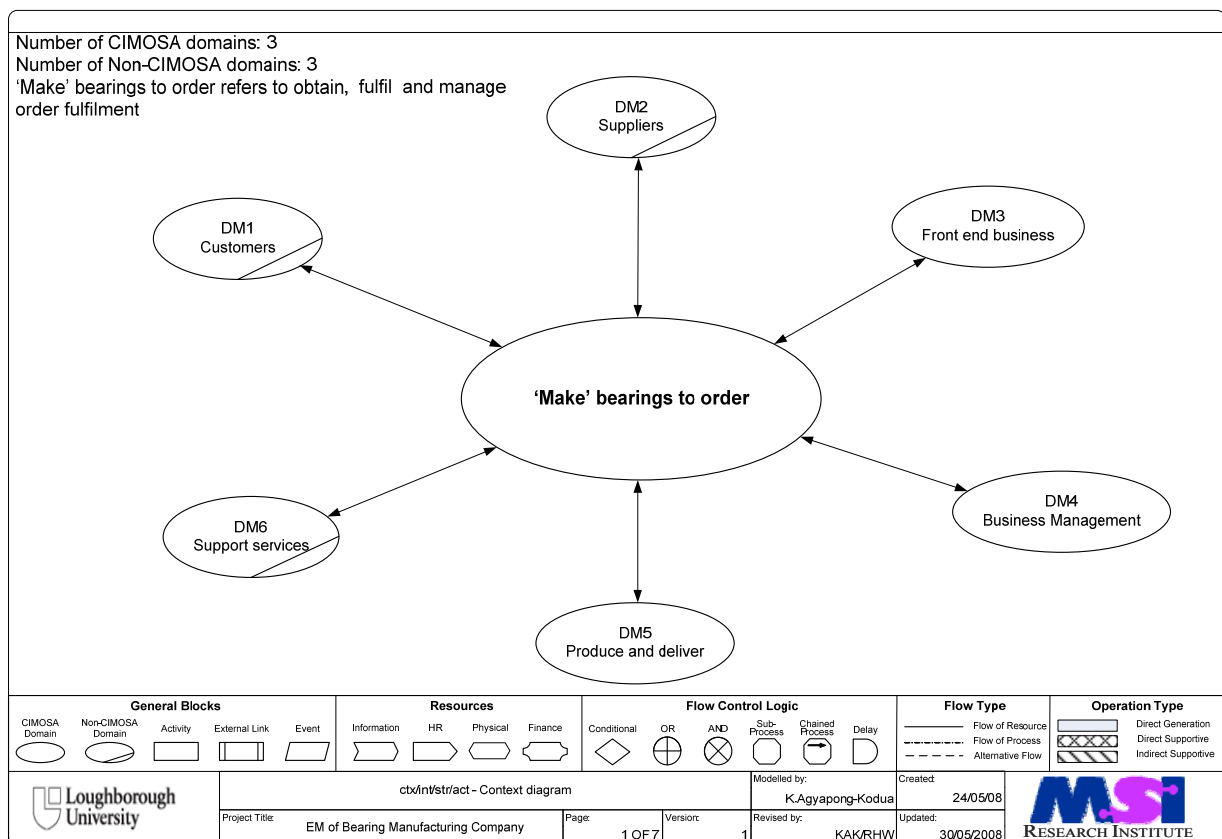 Number of CIMOSA domains: 3
Number of Non-CIMOSA domains: 3
‘Make’ bearings to order refers to obtain, fulfil and manage
order fulfilment
DM2
Suppliers
DM1
Customers
DM3
Front end business
‘Make’ bearings to order
DM6
Support services
DM4
Business Management
DM5
Produce and deliver
General Blocks
CIMOSA
Domain
Non-CIMOSA
Domain
Activity
External Link
Event
Resources
Information
HR
Physical
Finance
Flow Control Logic
Conditional
OR
AND
Sub-
Process
Chained
Process
Delay
Flow Type
Flow of Resource
Flow of Process
Alternative Flow
Operation Type
Direct Generation
Direct Supportive
Indirect Supportive
Loughborough
University
ctx/int/str/act - Context diagram
Modelled by:
K.Agyapong-Kodua
Created:
24/05/08
Project Title:
EM of Bearing Manufacturing Company
Page:
1 OF 7
Version:
1
Revised by:
KAK/RHW
Updated:
30/05/2008
MSI
RESEARCH INSTITUTE